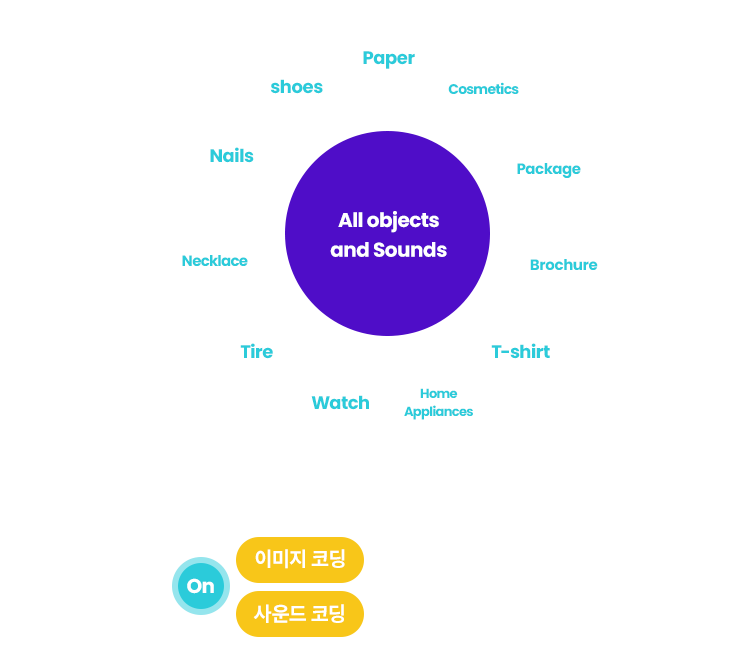 Paper
shoes
Cosmetics
Nails
Package
All objects
and Sounds
Necklace
Brochure
Tire
T-shirt
Watch
Home
Appliances
이미지 코딩
On
사운드 코딩